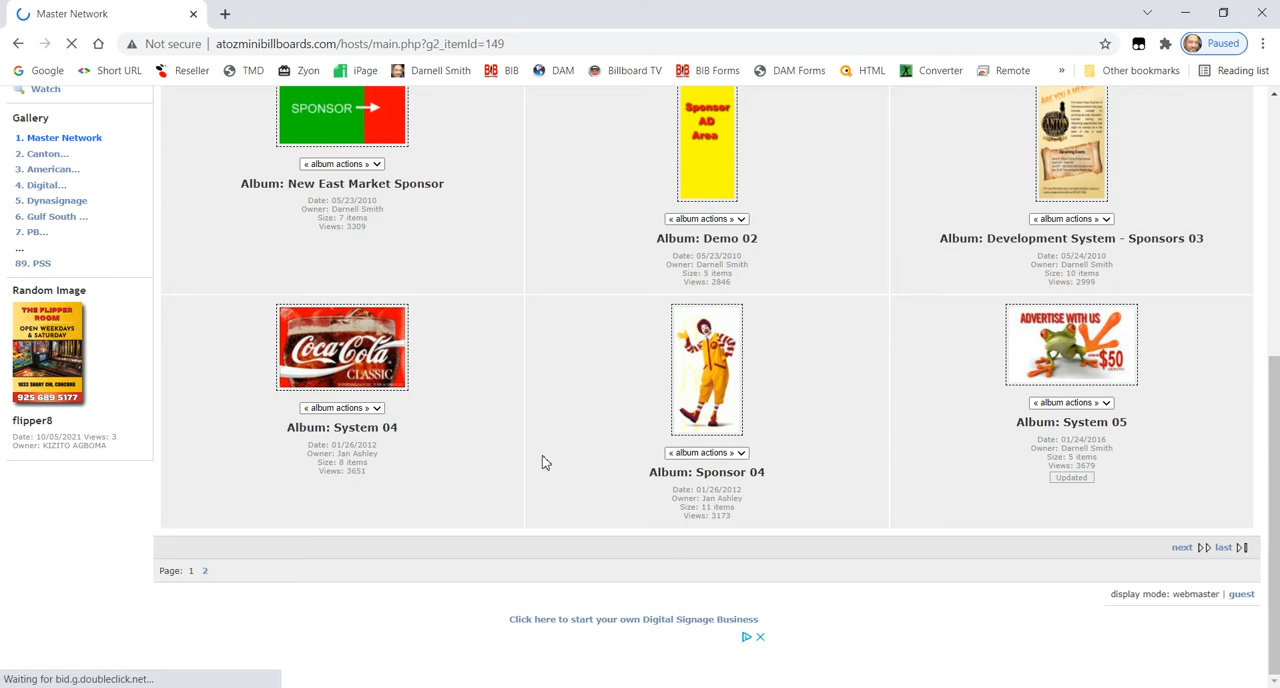 Master Network
Not secure | atozminibillboards.com/hosts/main.php?g2_itemId=149
Paused
Google Short URL Reseller TMD Zyon iPage Darnell Smith BIB DAM Billboard TV BIB Forms DAM Forms HTML Converter Remote » Other bookmarks Reading list
Watch
Gallery
1. Master Network
2. Canton...
3. American...
4. Digital...
5. Dynasignage
6. Gulf South ...
7. PB...
...
89. PSS
Random Image
THE FLIPPER
ROOM
OPEN WEEKDAYS
& SATURDAY
1033 SHARY CIR, CONCORD
925 689 5177
flipper8
Date: 10/05/2021 Views: 3
Owner: KIZITO AGBOMA
SPONSOR
« album actions »
Album: New East Market Sponsor
Date: 05/23/2010
Owner: Darnell Smith
Size: 7 items
Views: 3309
Sponsor
AD
Area
« album actions »
Album: Demo 02
Date: 05/23/2010
Owner: Darnell Smith
Size: 5 items
Views: 2846
ARE YOU A
CANTON
Upcoming Events
« album actions »
Album: Development System - Sponsors 03
Date: 05/24/2010
Owner: Darnell Smith
Size: 10 items
Views: 2999
Coca-Cola
CLASSIC
« album actions »
Album: System 04
Date: 01/26/2012
Owner: Jan Ashley
Size: 8 items
Views: 3651
« album actions »
Album: Sponsor 04
Date: 01/26/2012
Owner: Jan Ashley
Size: 11 items
Views: 3173
ADVERTISE WITH US
$50
MONTH
« album actions »
Album: System 05
Date: 01/24/2016
Owner: Darnell Smith
Size: 5 items
Views: 3679
Updated
next last
Page: 1 2
display mode: webmaster | guest
Click here to start your own Digital Signage Business
Waiting for bid.g.doubleclick.net...